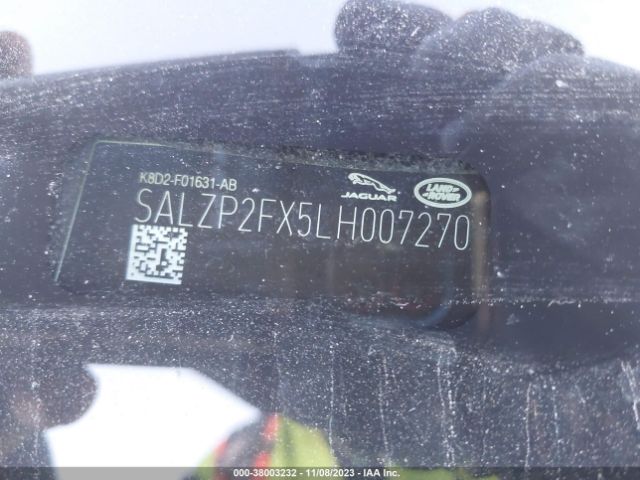 K8D2-F01631-AB
JAGUAR
LAND
ROVER
SALZP2FX5LH007270
000-38003232 - 11/08/2023 - IAA Inc.